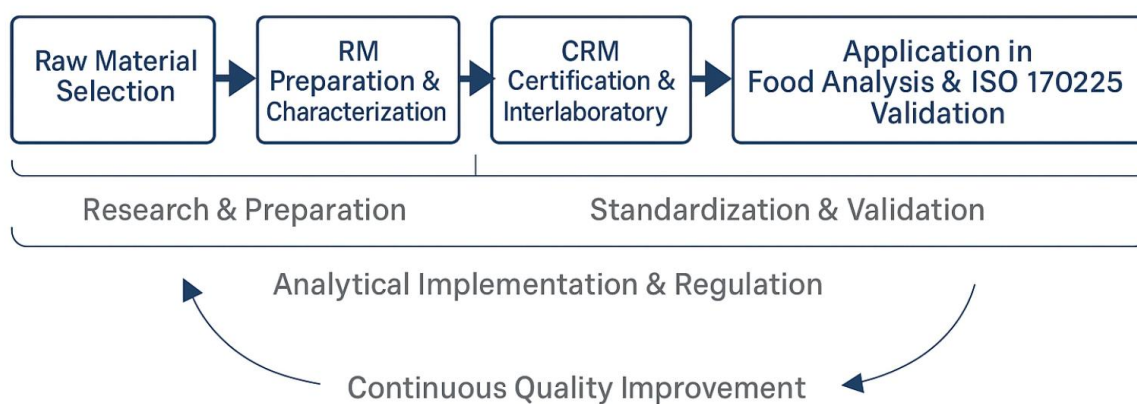 Raw Material
Selection
RM
Preparation &
Characterization
CRM
Certification &
Interlaboratory
Application in
Food Analysis & ISO 170225
Validation
Research & Preparation
Standardization & Validation
Analytical Implementation & Regulation
Continuous Quality Improvement